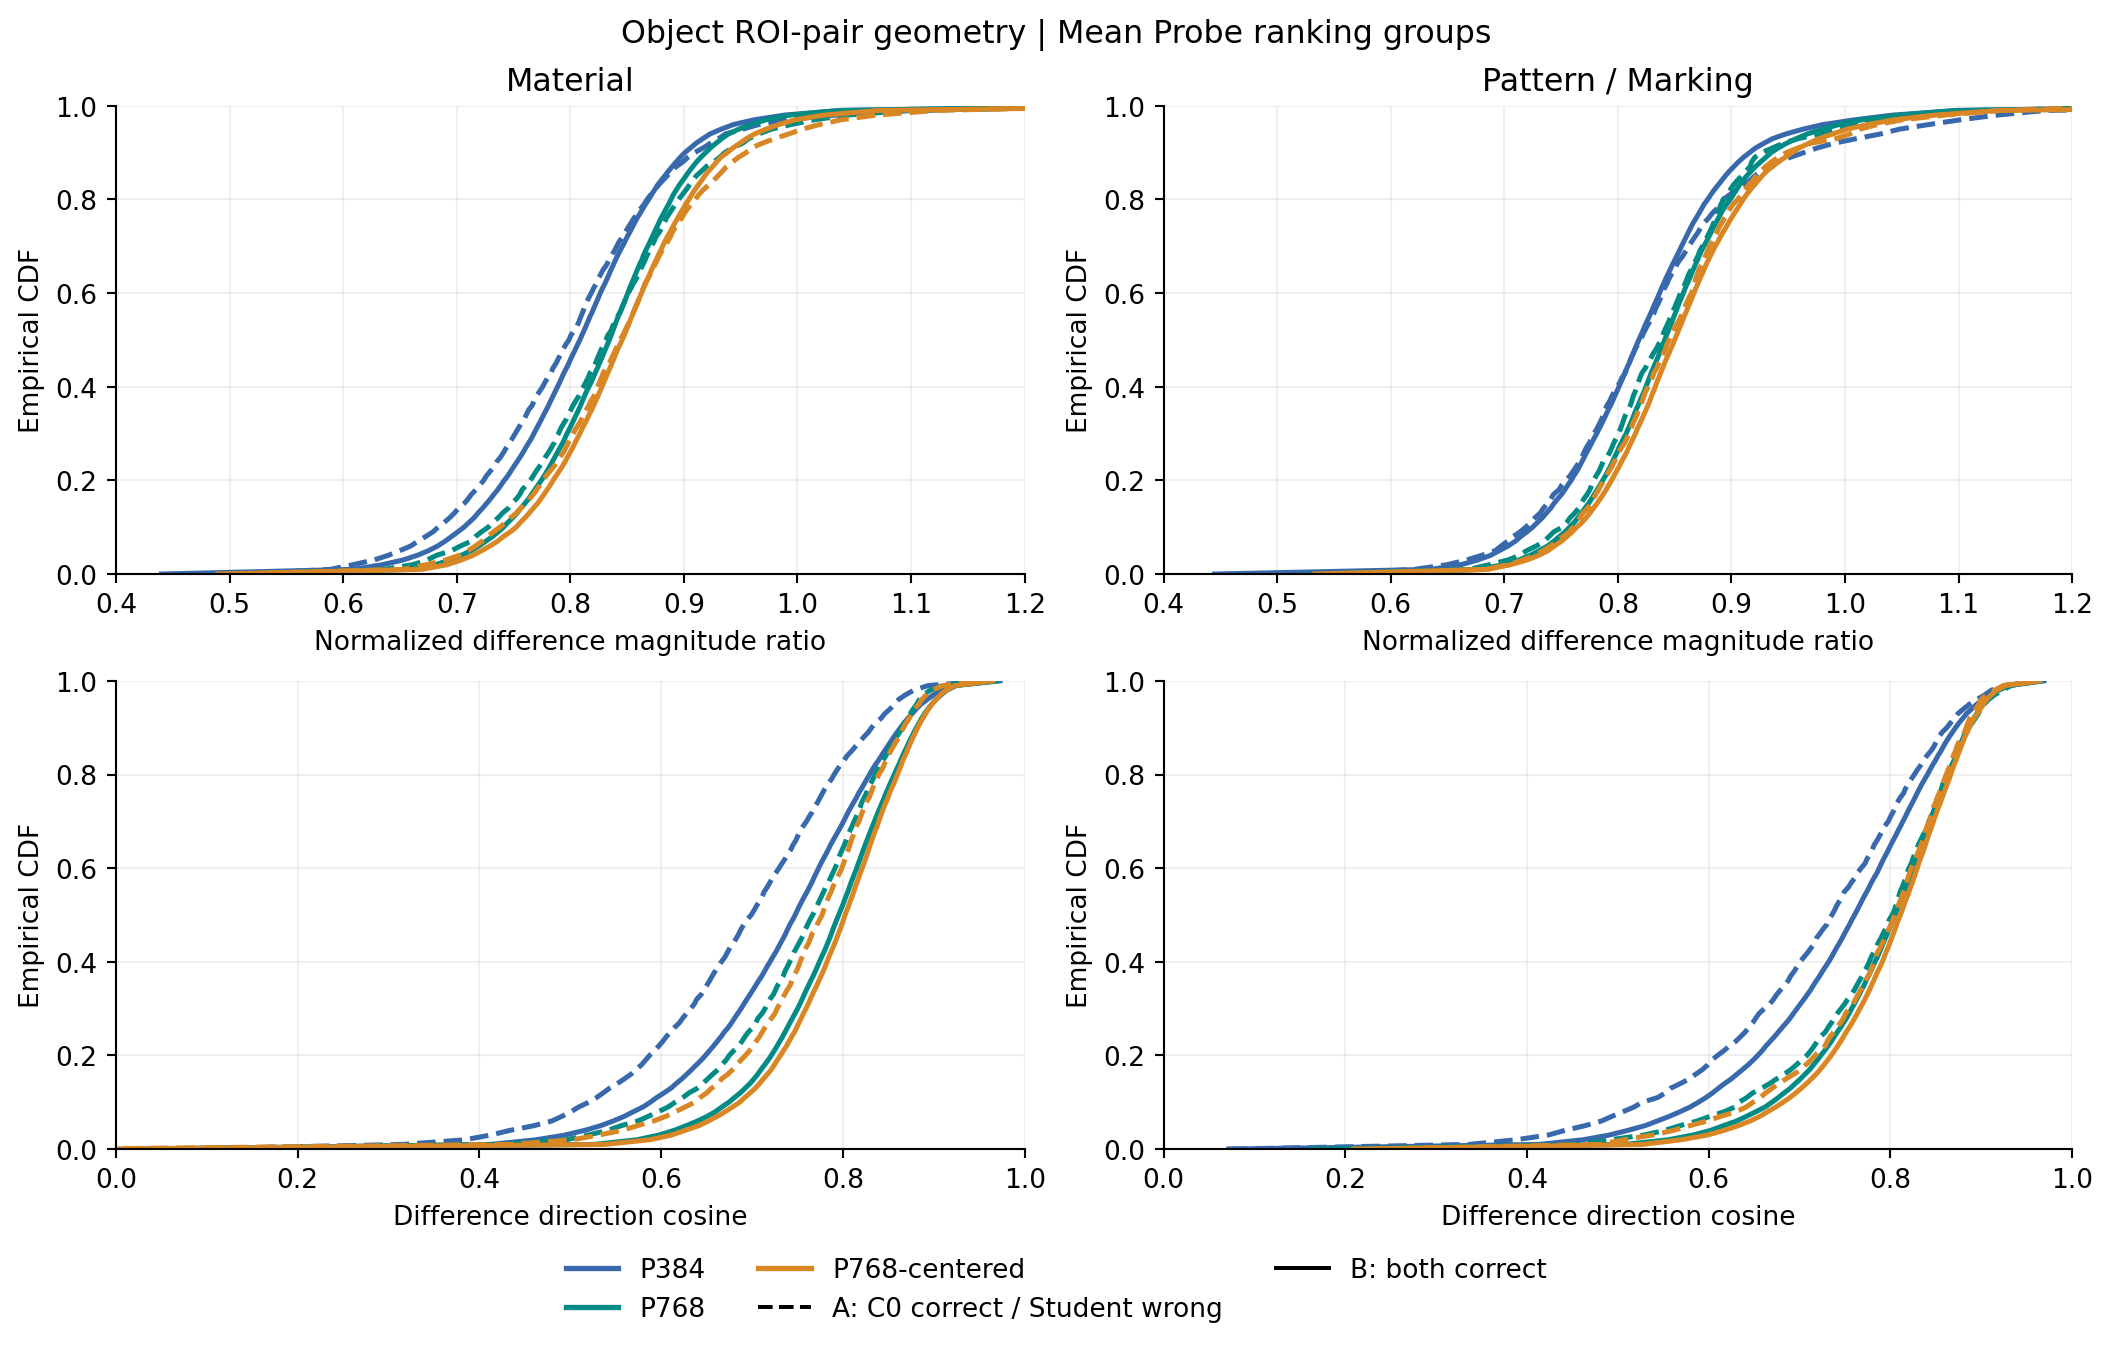 Object ROI-pair geometry | Mean Probe ranking groups
Material
Pattern / Marking
Empirical CDF
1.0
0.8
0.6
0.4
0.2
0.0
0.4 0.5 0.6 0.7 0.8 0.9 1.0 1.1 1.2
Normalized difference magnitude ratio
Empirical CDF
1.0
0.8
0.6
0.4
0.2
0.0
0.4 0.5 0.6 0.7 0.8 0.9 1.0 1.1 1.2
Normalized difference magnitude ratio
Empirical CDF
1.0
0.8
0.6
0.4
0.2
0.0
0.0 0.2 0.4 0.6 0.8 1.0
Difference direction cosine
Empirical CDF
1.0
0.8
0.6
0.4
0.2
0.0
0.0 0.2 0.4 0.6 0.8 1.0
Difference direction cosine
P384
P768
P768-centered
A: C0 correct / Student wrong
B: both correct